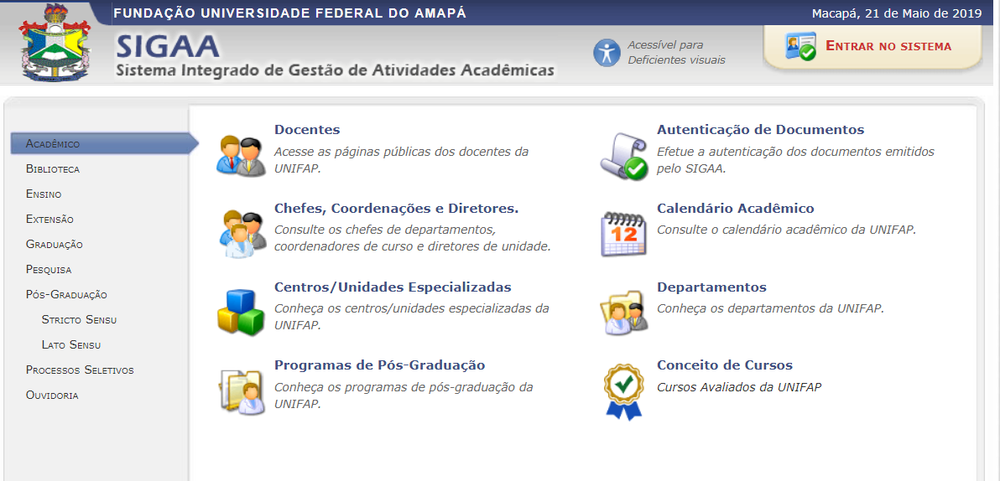 FUNDAÇÃO UNIVERSIDADE FEDERAL DO AMAPÁ
Macapá, 21 de Maio de 2019
SIGAA
Sistema Integrado de Gestão de Atividades Acadêmicas
Acessível para
Deficientes visuais
ENTRAR NO SISTEMA
ACADÊMICO
BIBLIOTECA
ENSINO
EXTENSÃO
GRADUAÇÃO
PESQUISA
PÓS-GRADUAÇÃO
STRICTO SENSU
LATO SENSU
PROCESSOS SELETIVOS
OUVIDORIA
Docentes
Acesse as páginas públicas dos docentes da
UNIFAP.
Autenticação de Documentos
Efetue a autenticação dos documentos emitidos
pelo SIGAA.
Chefes, Coordenações e Diretores.
Consulte os chefes de departamentos,
coordenadores de curso e diretores de unidade.
12
Calendário Acadêmico
Consulte o calendário acadêmico da UNIFAP.
Centros/Unidades Especializadas
Conheça os centros/unidades especializadas da
UNIFAP.
Departamentos
Conheça os departamentos da UNIFAP.
Programas de Pós-Graduação
Conheça os programas de pós-graduação da
UNIFAP.
Conceito de Cursos
Cursos Avaliados da UNIFAP